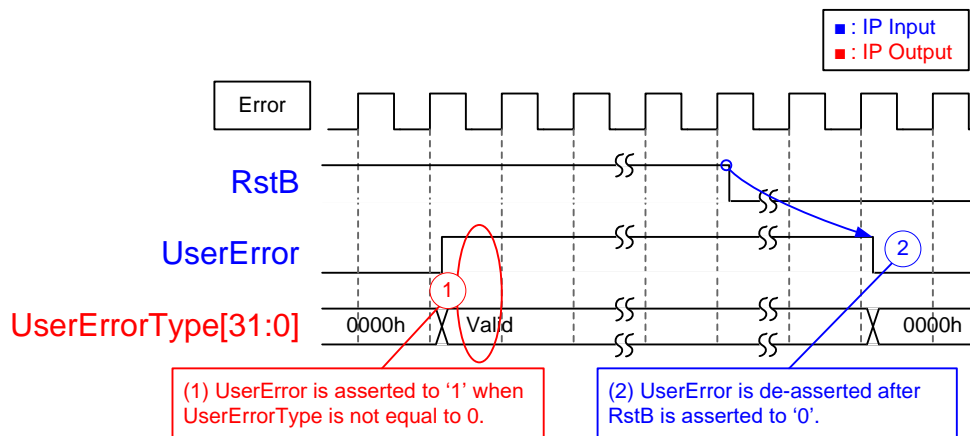 ■ : IP Input
■ : IP Output
Error
RstB
UserError
2
1
UserErrorType[31:0]
0000h
Valid
0000h
(1) UserError is asserted to ‘1’ when
UserErrorType is not equal to 0.
(2) UserError is de-asserted after
RstB is asserted to ‘0’.